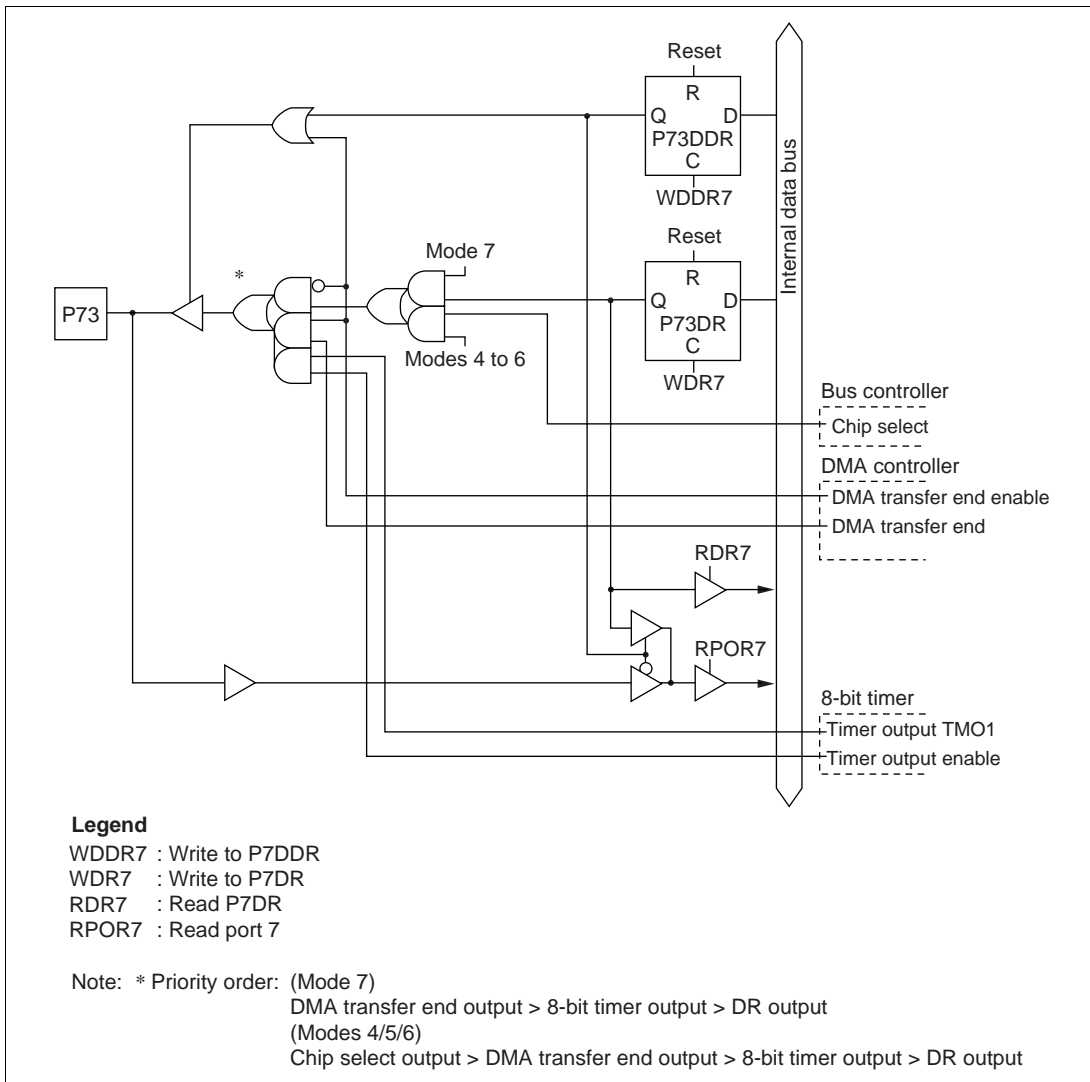 Reset
R
Q D
P73DDR
C
WDDR7
Internal data bus
Mode 7
Reset
R
Q D
P73DR
C
WDR7
*
P73
Modes 4 to 6
Bus controller
Chip select
DMA controller
DMA transfer end enable
DMA transfer end
RDR7
RPOR7
8-bit timer
Timer output TMO1
Timer output enable
Legend
WDDR7 : Write to P7DDR
WDR7 : Write to P7DR
RDR7 : Read P7DR
RPOR7 : Read port 7
Note: * Priority order: (Mode 7)
DMA transfer end output > 8-bit timer output > DR output
(Modes 4/5/6)
Chip select output > DMA transfer end output > 8-bit timer output > DR output